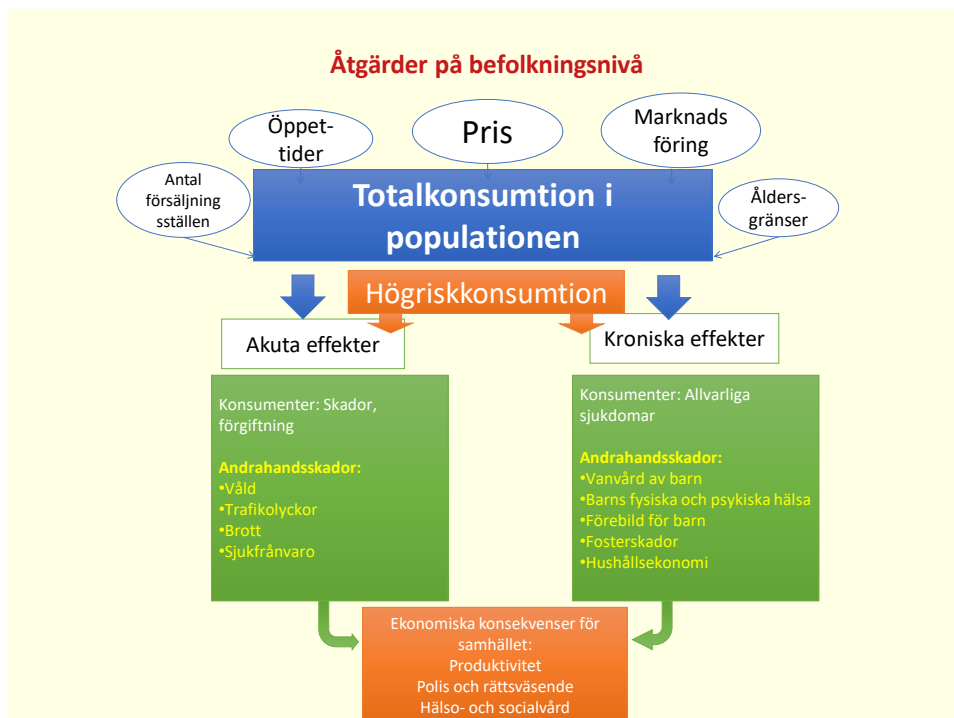 Åtgärder på befolkningsnivå
Öppet-
tider
Pris
Marknads
föring
Antal
försäljning
sställen
Totalkonsumtion i
populationen
Ålders-
gränser
Högriskkonsumtion
Akuta effekter
Kroniska effekter
Konsumenter: Skador,
förgiftning
Andrahandsskador:
•Våld
•Trafikolyckor
•Brott
•Sjukfrånvaro
Konsumenter: Allvarliga
sjukdomar
Andrahandsskador:
•Vanvård av barn
•Barns fysiska och psykiska hälsa
•Förebild för barn
•Fosterskador
•Hushållsekonomi
Ekonomiska konsekvenser för
samhället:
Produktivitet
Polis och rättsväsende
Hälso- och socialvård